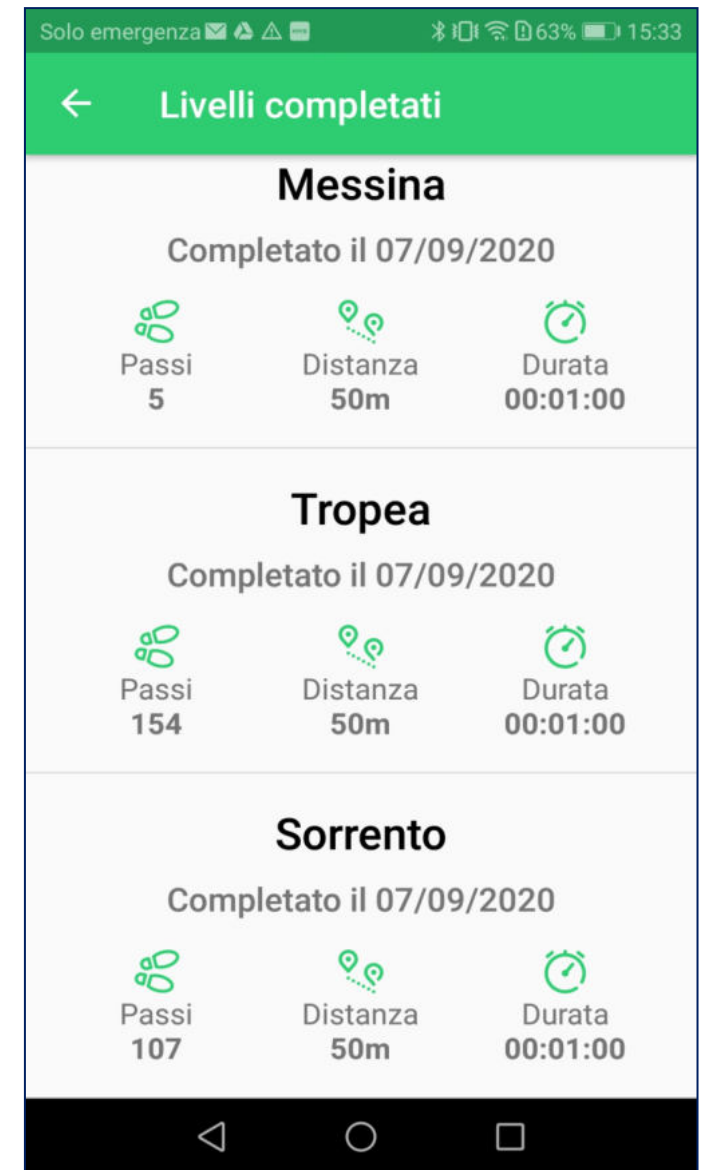 Solo emergenza 63% 15:33
Livelli completati
Messina
Completato il 07/09/2020
Passi Distanza Durata
5 50m 00:01:00
Tropea
Completato il 07/09/2020
Passi Distanza Durata
154 50m 00:01:00
Sorrento
Completato il 07/09/2020
Passi Distanza Durata
107 50m 00:01:00